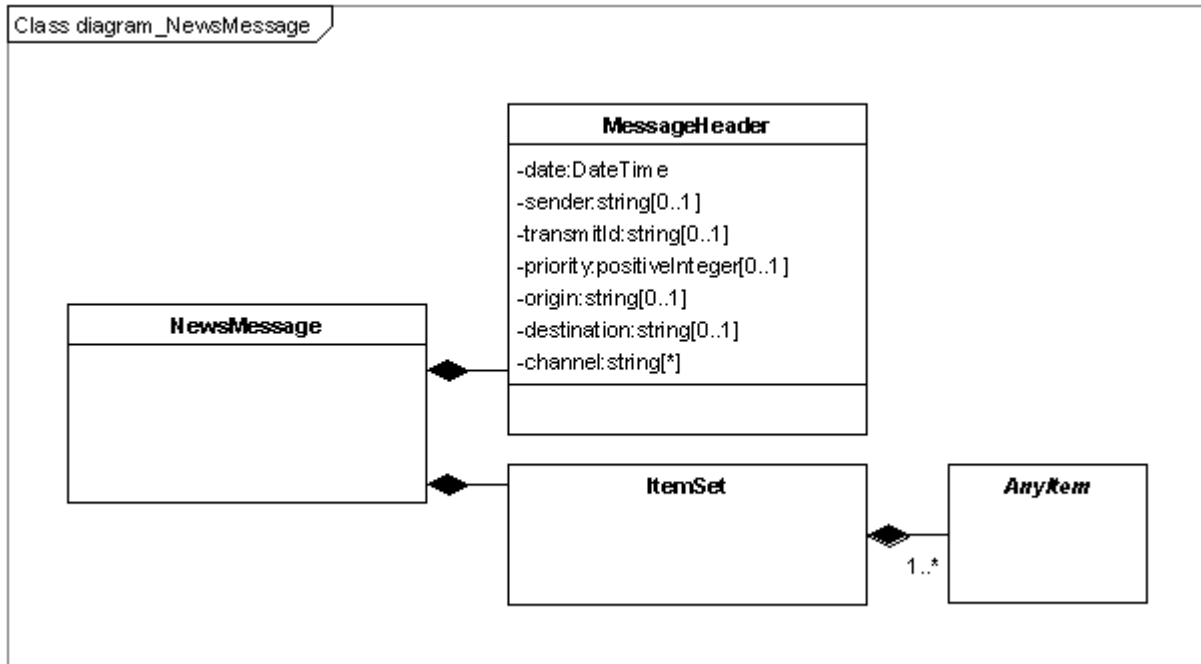 Class diagram_NewsMessage
MessageHeader
-date:DateTime
-sender:string[0..1]
-transmitId:string[0..1]
-priority:positiveInteger[0..1]
-origin:string[0..1]
-destination:string[0..1]
-channel:string[*]
NewsMessage
ItemSet
AnyItem
1..*